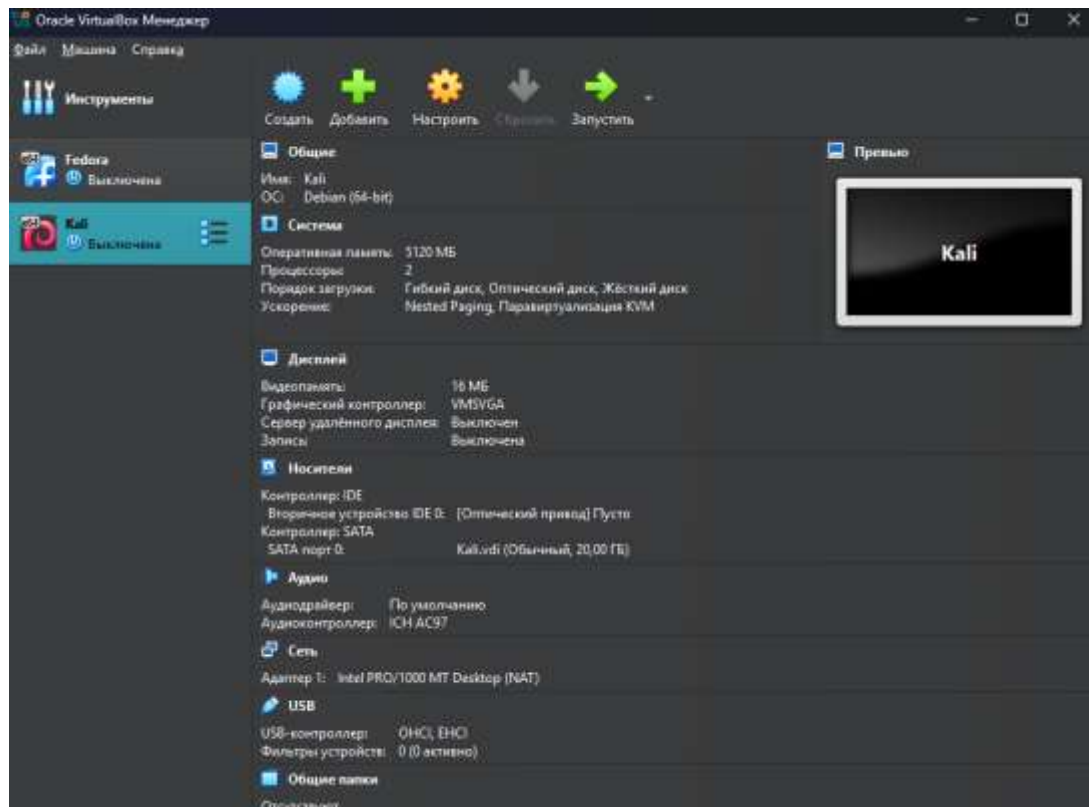 Oracle VirtualBox Менеджер
Файл Машина Справка
Инструменты
Создать Добавить Настроить Сбросить Запустить
Fedora
Выключена
Kali
Выключена
Общие
Имя: Kali
ОС: Debian (64-bit)
Система
Оперативная память: 5120 МБ
Процессоры: 2
Порядок загрузки: Гибкий диск, Оптический диск, Жёсткий диск
Ускорение: Nested Paging, Паравиртуализация KVM
Превью
Kali
Дисплей
Видеопамять: 16 МБ
Графический контроллер: VMSVGA
Сервер удалённого дисплея: Выключен
Запись: Выключена
Носители
Контроллер: IDE
Вторичное устройство IDE 0: [Оптический привод] Пусто
Контроллер: SATA
SATA порт 0: Kali.vdi (Обычный, 20,00 ГБ)
Аудио
Аудиодрайвер: По умолчанию
Аудиоконтроллер: ICH AC97
Сеть
Адаптер 1: Intel PRO/1000 MT Desktop (NAT)
USB
USB-контроллер: OHCI, EHCI
Фильтры устройств: 0 (0 активно)
Общие папки